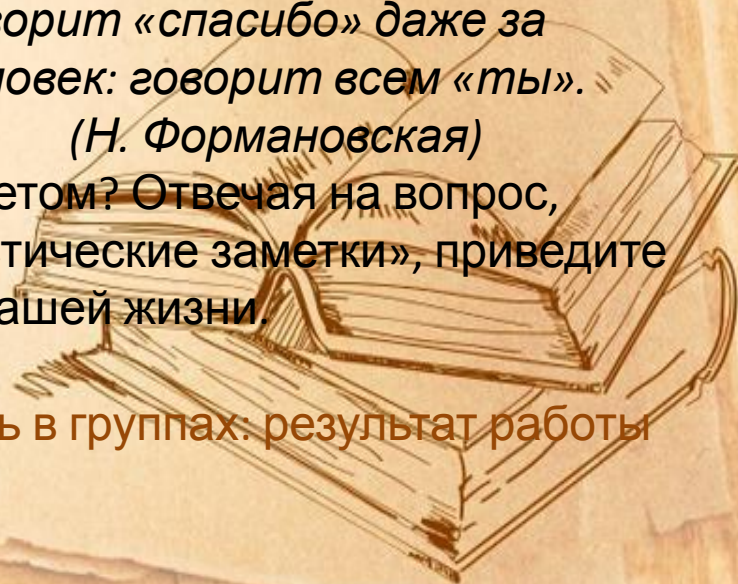 ворит «спасибо» даже за
ловек: говорит всем «ты».
(Н. Формановская)
етом? Отвечая на вопрос,
тические заметки», приведите
ашей жизни.
ь в группах: результат работы